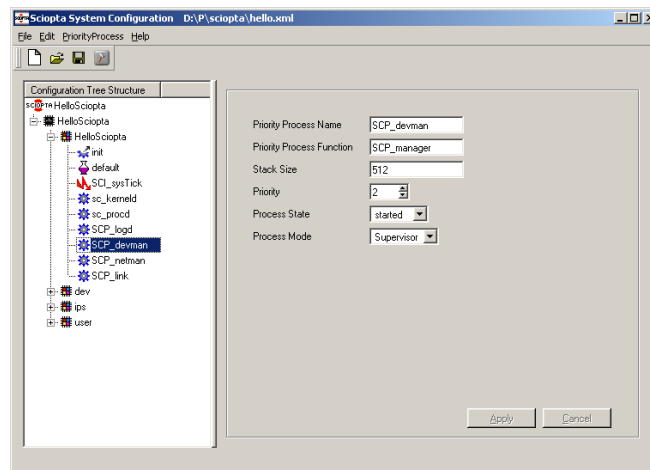 Sciopta System Configuration D:\P\sciopta\hello.xml
File Edit PriorityProcess Help
Configuration Tree Structure
SCIOPTA HelloSciopta
HelloSciopta
HelloSciopta
init
default
SCI_sysTick
sc_kerneld
sc_procd
SCP_logd
SCP_devman
SCP_netman
SCP_link
dev
ips
user
Priority Process Name SCP_devman
Priority Process Function SCP_manager
Stack Size 512
Priority 2
Process State started
Process Mode Supervisor
Apply Cancel